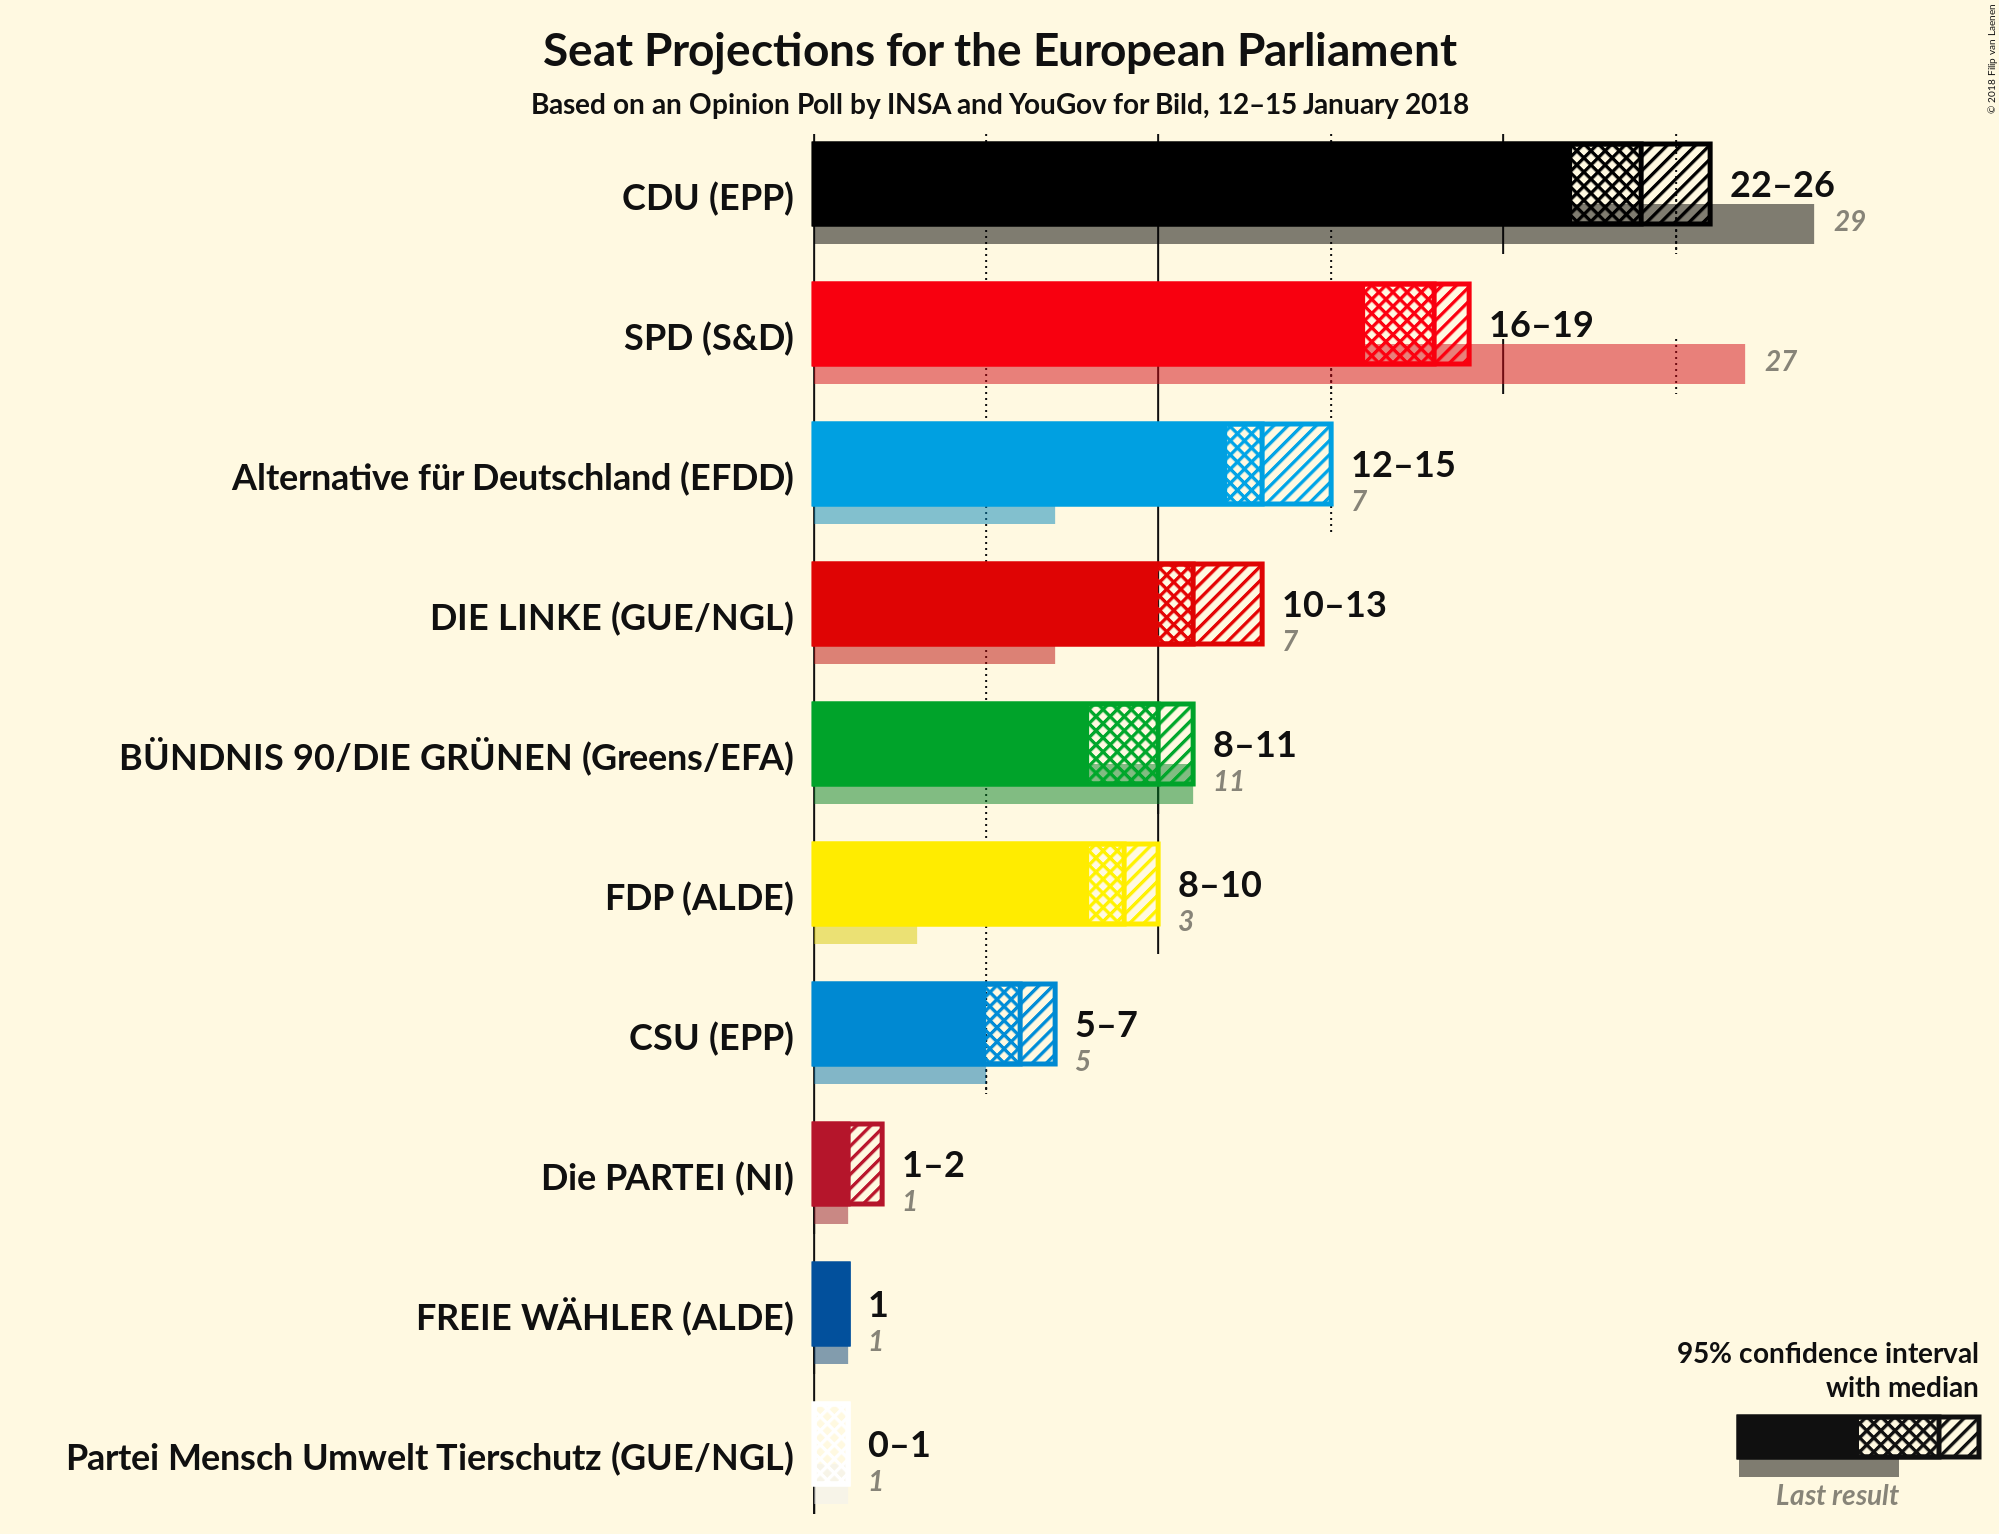 Seat Projections for the European Parliament
Based on an Opinion Poll by INSA and YouGov for Bild, 12–15 January 2018
© 2018 Filip van Laenen
CDU (EPP)
22–26
29
SPD (S&D)
16–19
27
Alternative für Deutschland (EFDD)
12–15
7
DIE LINKE (GUE/NGL)
10–13
7
BÜNDNIS 90/DIE GRÜNEN (Greens/EFA)
8–11
11
FDP (ALDE)
8–10
3
CSU (EPP)
5–7
5
Die PARTEI (NI)
1–2
1
FREIE WÄHLER (ALDE)
1
1
Partei Mensch Umwelt Tierschutz (GUE/NGL)
0–1
1
95% confidence interval
with median
Last result